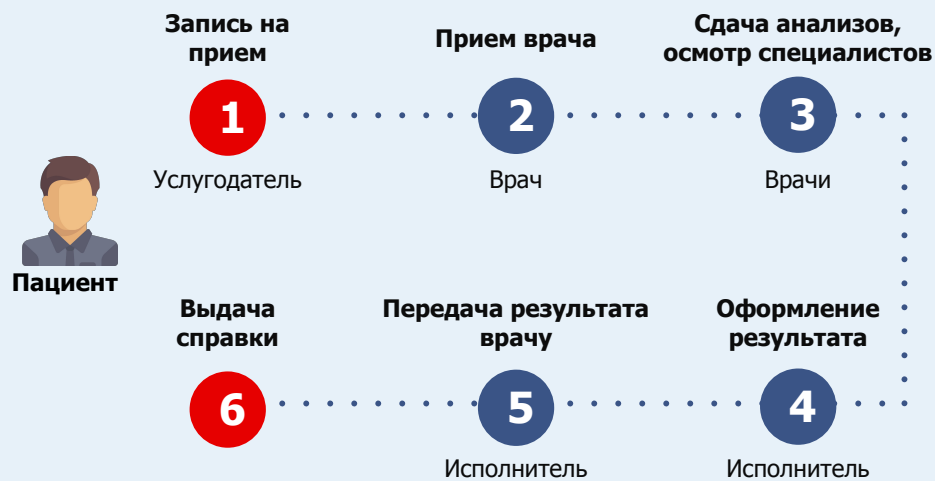 Запись на
прием
Прием врача
Сдача анализов,
осмотр специалистов
1
2
3
Услугодатель
Врач
Врачи
Пациент
Выдача
справки
Передача результата
врачу
Оформление
результата
6
5
4
Исполнитель
Исполнитель